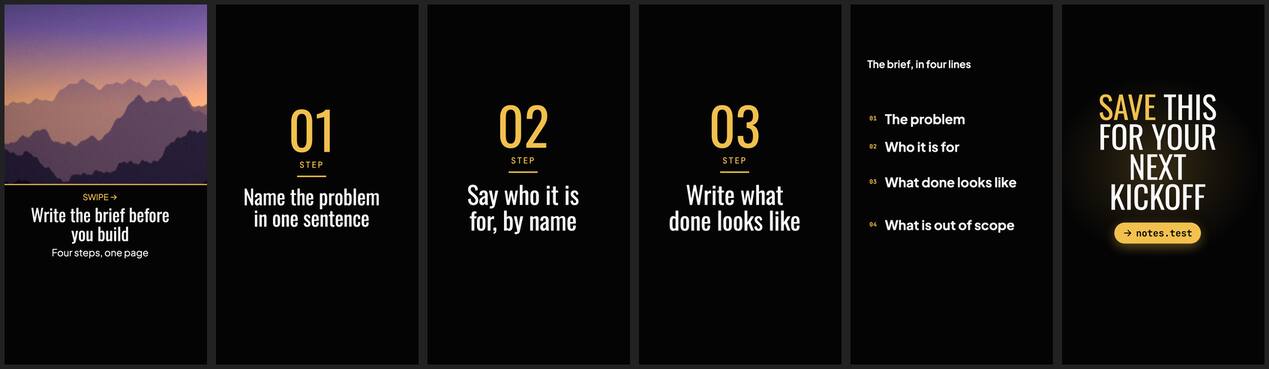 SWIPE →
Write the brief before
you build
Four steps, one page
01
STEP
Name the problem
in one sentence
02
STEP
Say who it is
for, by name
03
STEP
Write what
done looks like
The brief, in four lines
01 The problem
02 Who it is for
03 What done looks like
04 What is out of scope
SAVE THIS
FOR YOUR
NEXT
KICKOFF
→ notes.test